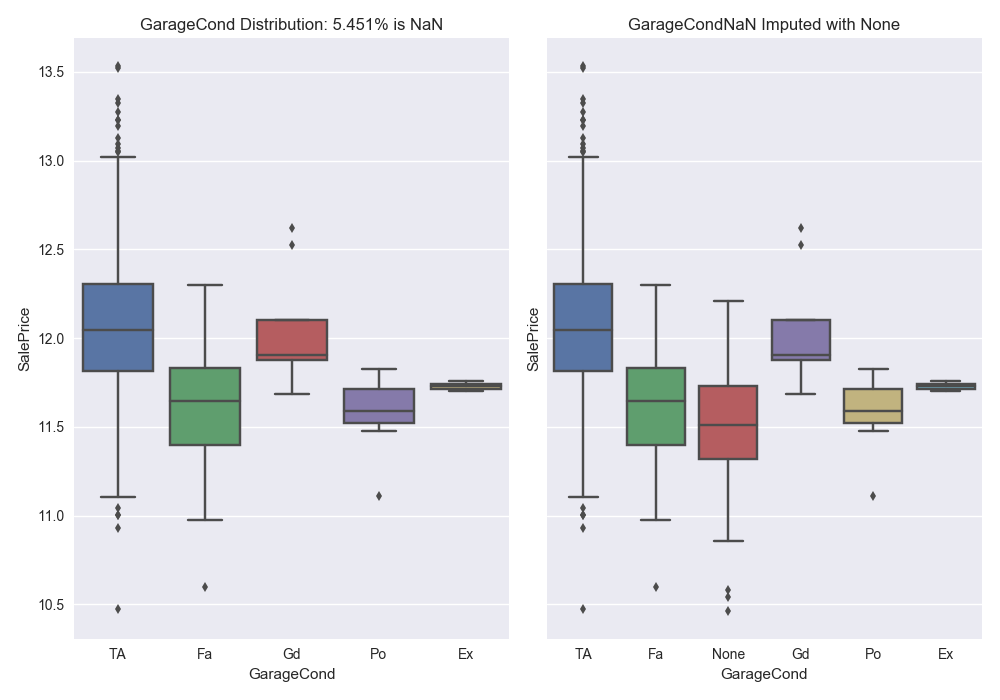 GarageCond Distribution: 5.451% is NaN
GarageCondNaN Imputed with None
SalePrice
13.5
13.0
12.5
12.0
11.5
11.0
10.5
TA Fa Gd Po Ex
GarageCond
SalePrice
TA Fa None Gd Po Ex
GarageCond